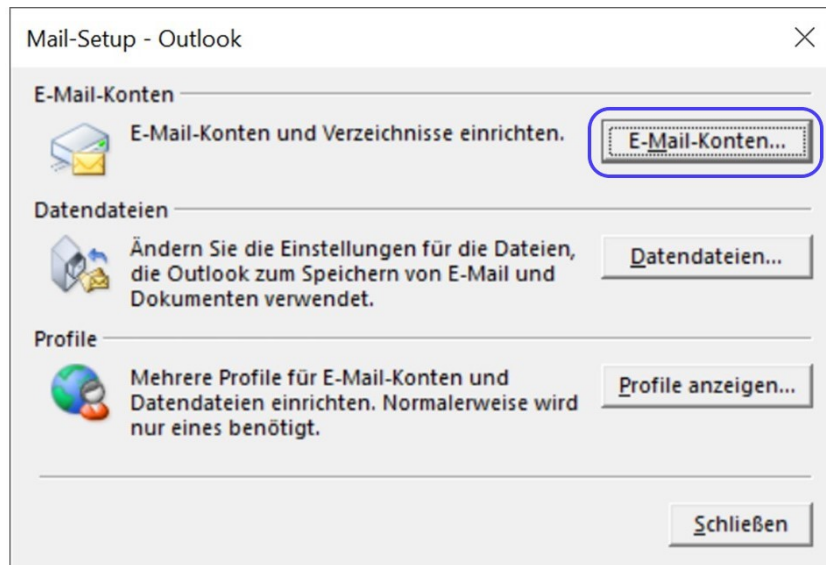 Mail-Setup - Outlook
E-Mail-Konten
E-Mail-Konten und Verzeichnisse einrichten.
E-Mail-Konten...
Datendateien
Ändern Sie die Einstellungen für die Dateien,
die Outlook zum Speichern von E-Mail und
Dokumenten verwendet.
Datendateien...
Profile
Mehrere Profile für E-Mail-Konten und
Datendateien einrichten. Normalerweise wird
nur eines benötigt.
Profile anzeigen...
Schließen